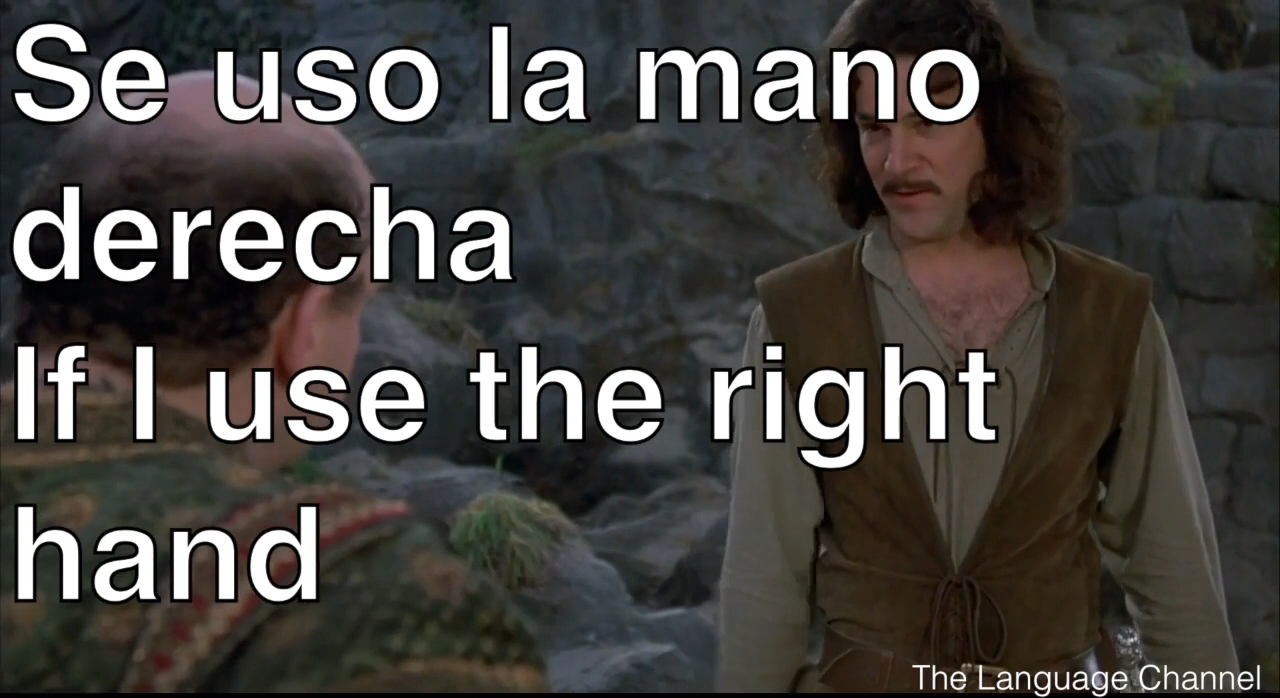 Se uso la mano
derecha
If I use the right
hand
The Language Channel